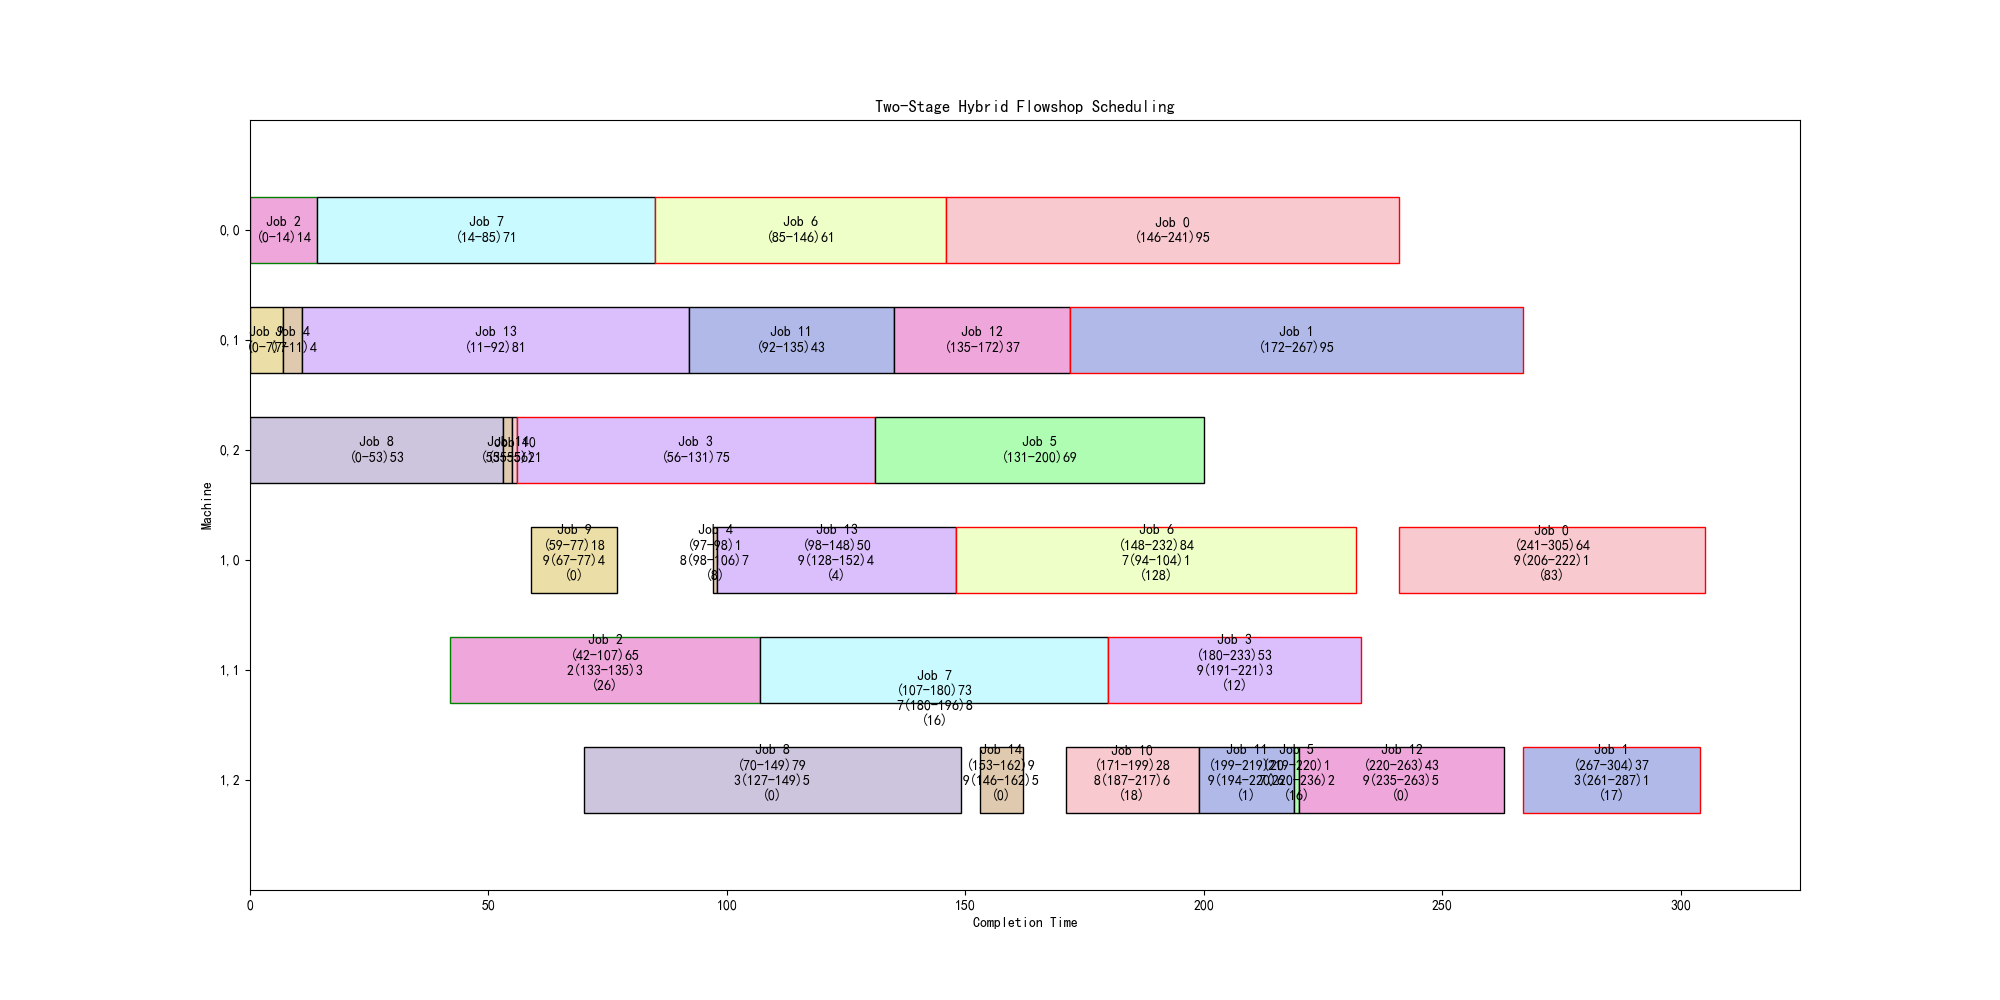 Two-Stage Hybrid Flowshop Scheduling
0,0
Job 2
(0-14)14
Job 7
(14-85)71
Job 6
(85-146)61
Job 0
(146-241)95
0,1
Job 9
(0-7)7
Job 4
(7-11)4
Job 13
(11-92)81
Job 11
(92-135)43
Job 12
(135-172)37
Job 1
(172-267)95
0,2
Job 8
(0-53)53
Job 14
Job 10
Job 3
(56-131)75
Job 5
(131-200)69
Machine
1,0
Job 9
(59-77)18
9(67-77)4
(0)
Job 4
(97-98)1
8(98-106)7
(8)
Job 13
(98-148)50
9(128-152)4
(4)
Job 6
(148-232)84
7(94-104)1
(128)
Job 0
(241-305)64
9(206-222)1
(83)
1,1
Job 2
(42-107)65
2(133-135)3
(26)
Job 7
(107-180)73
7(180-196)8
(16)
Job 3
(180-233)53
9(191-221)3
(12)
1,2
Job 8
(70-149)79
3(127-149)5
(0)
Job 14
(153-162)9
9(146-162)5
(0)
Job 10
(171-199)28
8(187-217)6
(18)
Job 11
(199-219)20
9(194-220)6
(1)
Job 5
(219-220)1
7(220-236)2
(16)
Job 12
(220-263)43
9(235-263)5
(0)
Job 1
(267-304)37
3(261-287)1
(17)
0
50
100
150
200
250
300
Completion Time